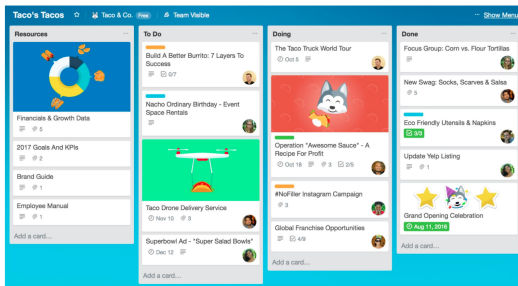 Taco's Tacos
Taco & Co. Free
Team Visible
··· Show Menu
Resources
Financials & Growth Data
5
2017 Goals And KPIs
2
Brand Guide
1
Employee Manual
1
Add a card...
To Do
Build A Better Burrito: 7 Layers To
Success
0/7
Nacho Ordinary Birthday - Event
Space Rentals
Taco Drone Delivery Service
Nov 10
3
Superbowl Ad - "Super Salad Bowls"
Dec 12
Add a card...
Doing
The Taco Truck World Tour
Oct 5
Operation "Awesome Sauce" - A
Recipe For Profit
Oct 16
3
2/5
#NoFiller Instagram Campaign
3
Global Franchise Opportunities
4/9
Add a card...
Done
Focus Group: Corn vs. Flour Tortillas
New Swag: Socks, Scarves & Salsa
5
Eco Friendly Utensils & Napkins
3/3
Update Yelp Listing
1
Grand Opening Celebration
Aug 11, 2016
Add a card...